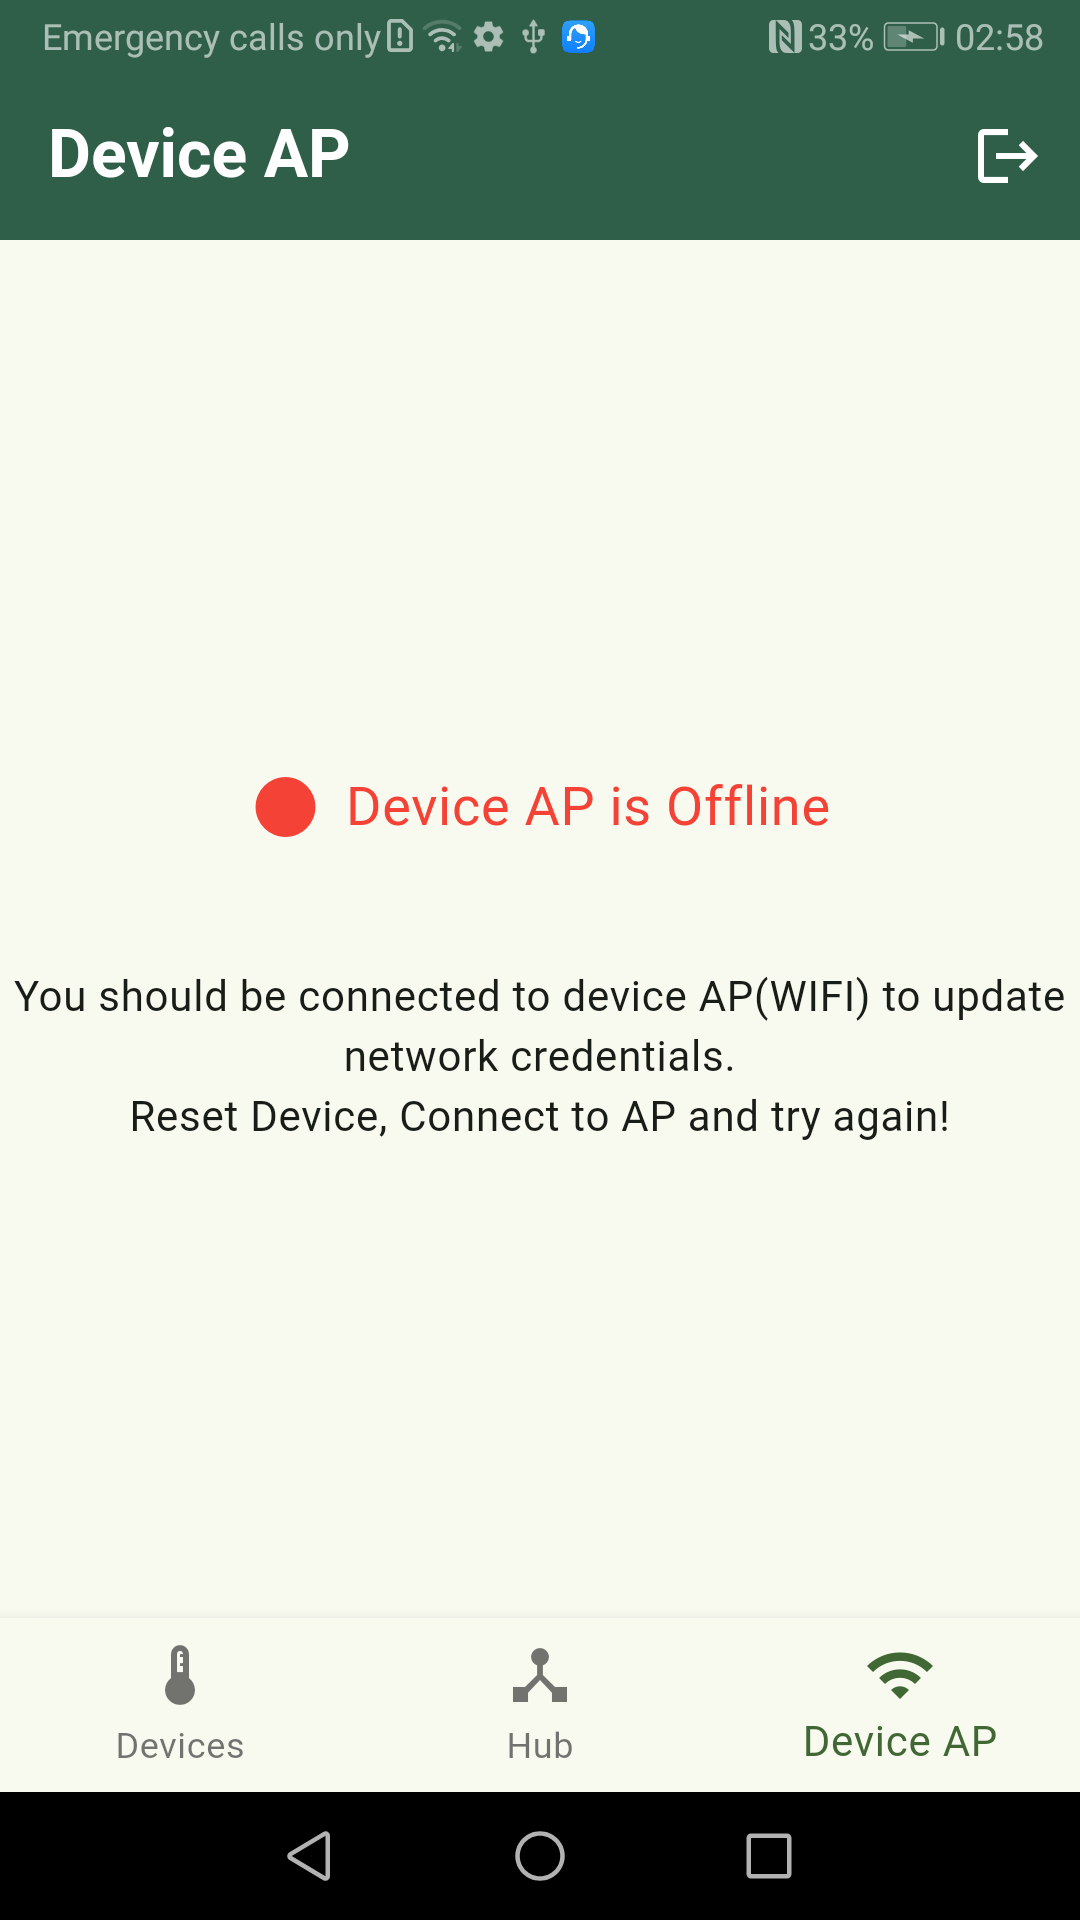 Emergency calls only 33% 02:58
Device AP
Device AP is Offline
You should be connected to device AP(WIFI) to update
network credentials.
Reset Device, Connect to AP and try again!
Devices Hub Device AP